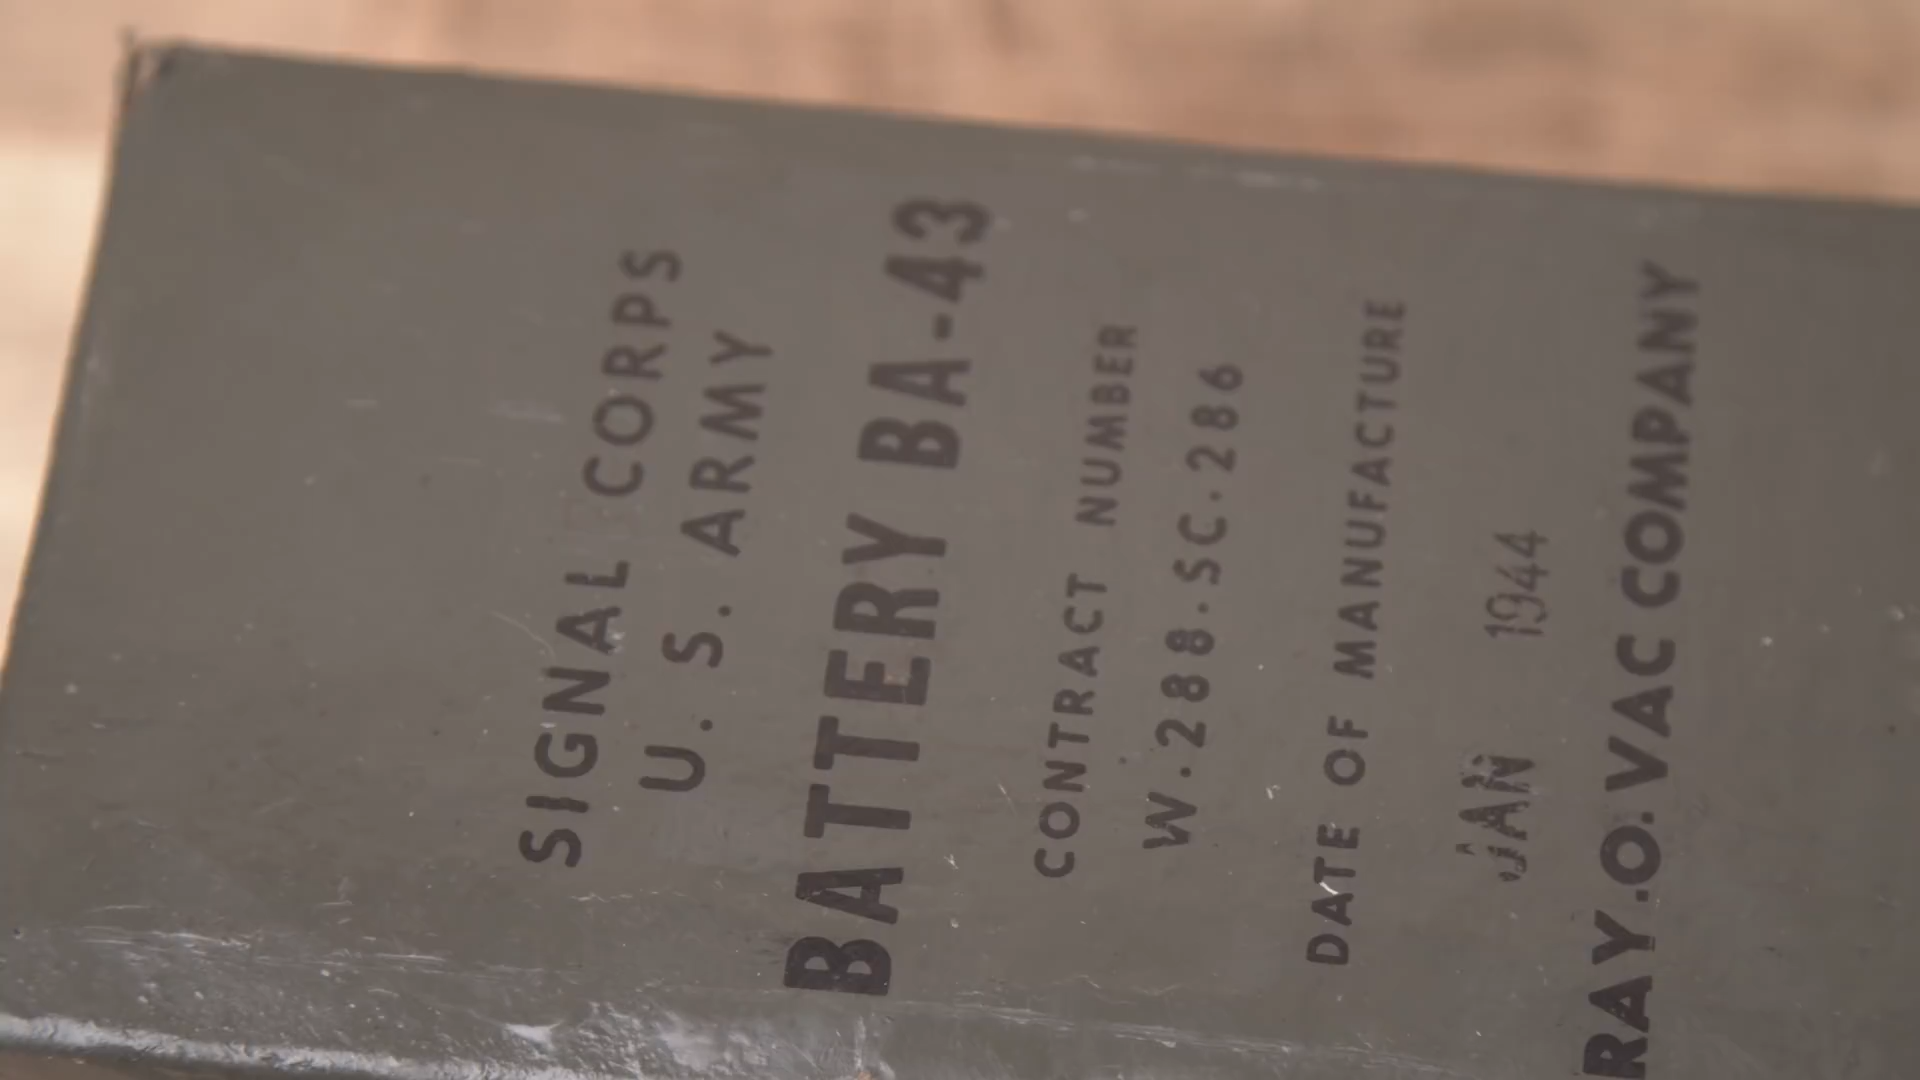 SIGNAL CORPS
U. S. ARMY
BATTERY BA-43
CONTRACT NUMBER
W.288.SC.286
DATE OF MANUFACTURE
JAN 1944
RAY.O.VAC COMPANY